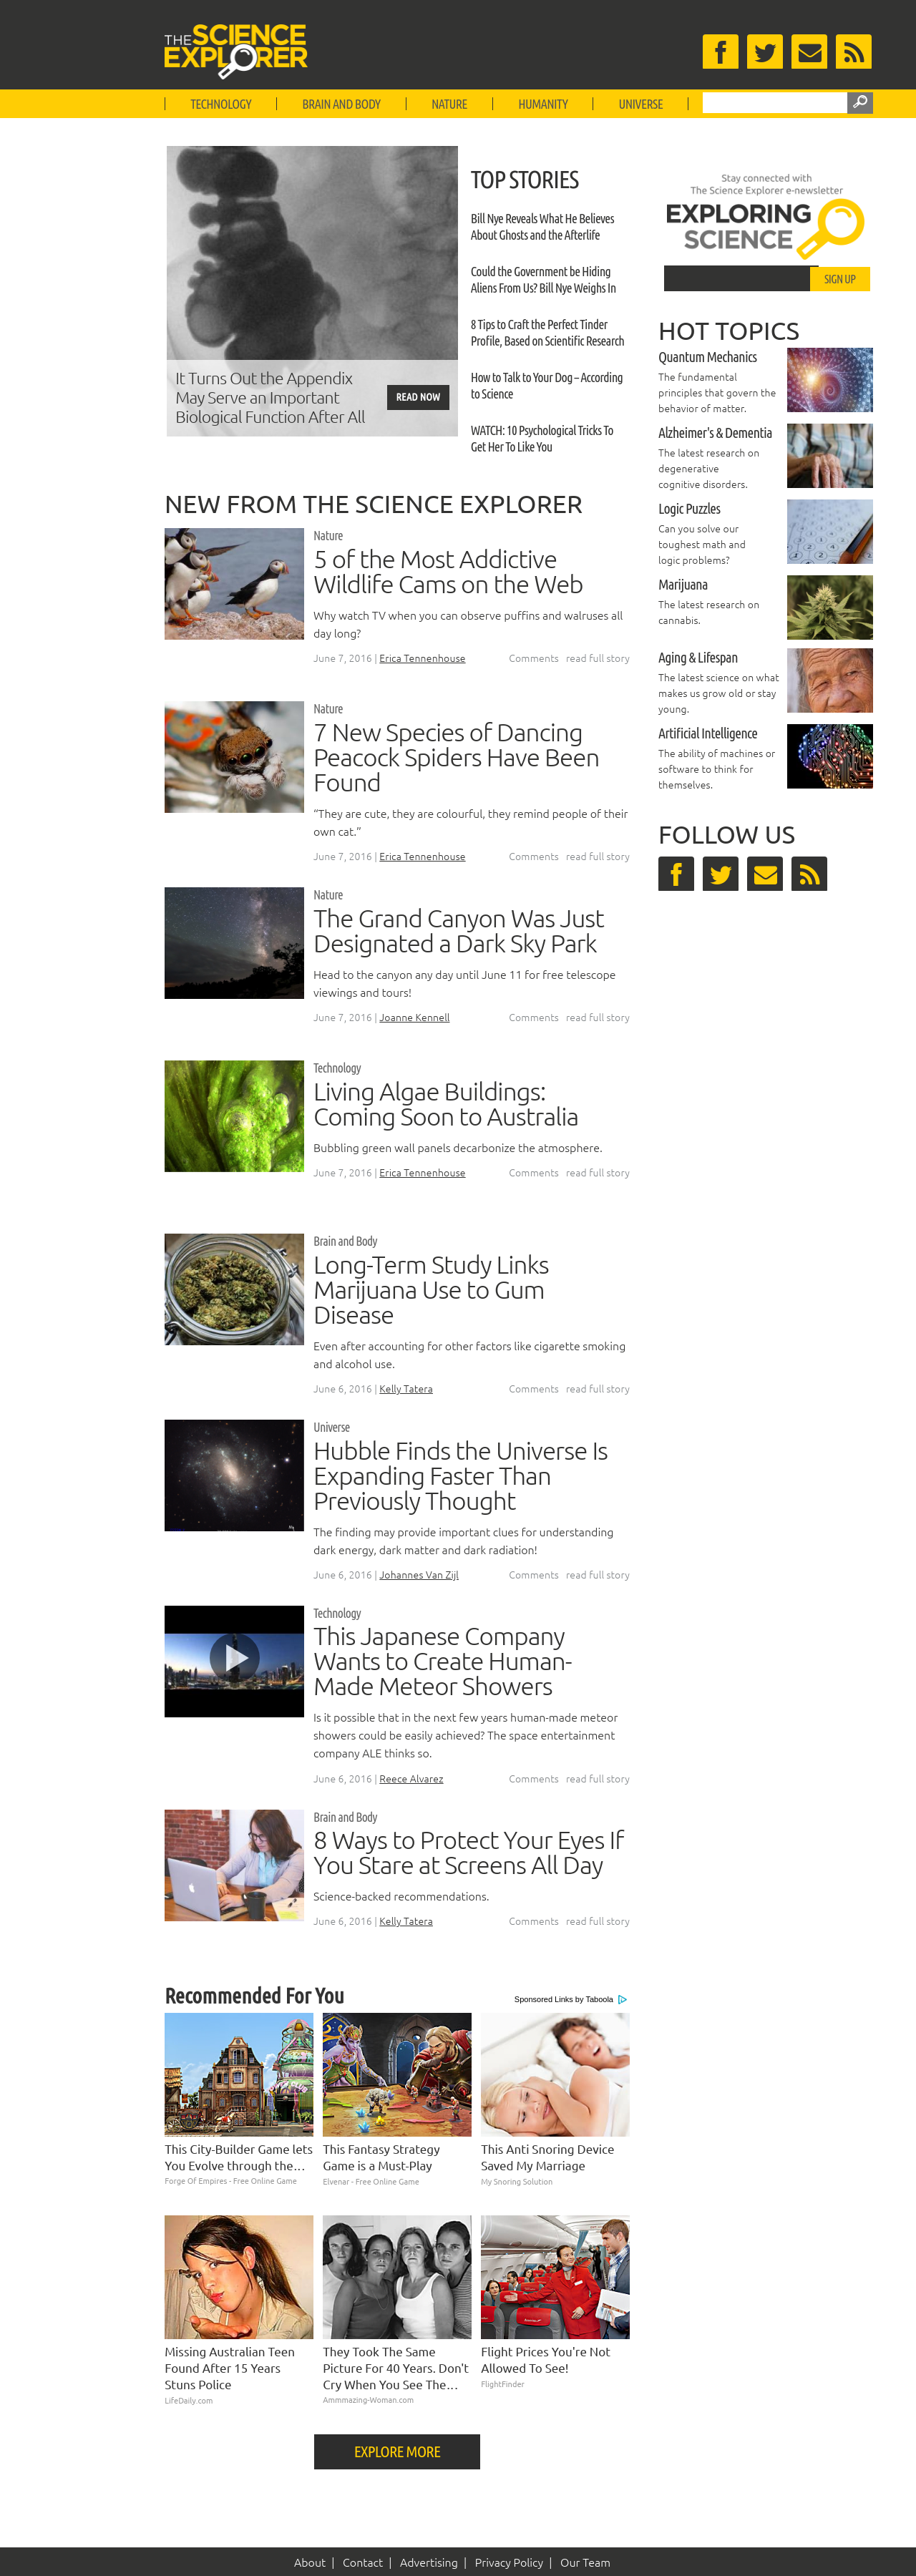 THE SCIENCE
EXPLORER
TECHNOLOGY
BRAIN AND BODY
NATURE
HUMANITY
UNIVERSE
It Turns Out the Appendix
May Serve an Important
Biological Function After All
READ NOW
TOP STORIES
Bill Nye Reveals What He Believes
About Ghosts and the Afterlife
Could the Government be Hiding
Aliens From Us? Bill Nye Weighs In
8 Tips to Craft the Perfect Tinder
Profile, Based on Scientific Research
How to Talk to Your Dog – According
to Science
WATCH: 10 Psychological Tricks To
Get Her To Like You
Stay connected with
The Science Explorer e-newsletter
EXPLORING
SCIENCE
SIGN UP
HOT TOPICS
Quantum Mechanics
The fundamental
principles that govern the
behavior of matter.
Alzheimer's & Dementia
The latest research on
degenerative
cognitive disorders.
Logic Puzzles
Can you solve our
toughest math and
logic problems?
Marijuana
The latest research on
cannabis.
Aging & Lifespan
The latest science on what
makes us grow old or stay
young.
Artificial Intelligence
The ability of machines or
software to think for
themselves.
FOLLOW US
NEW FROM THE SCIENCE EXPLORER
Nature
5 of the Most Addictive
Wildlife Cams on the Web
Why watch TV when you can observe puffins and walruses all
day long?
June 7, 2016 | Erica Tennenhouse Comments read full story
Nature
7 New Species of Dancing
Peacock Spiders Have Been
Found
“They are cute, they are colourful, they remind people of their
own cat.”
June 7, 2016 | Erica Tennenhouse Comments read full story
Nature
The Grand Canyon Was Just
Designated a Dark Sky Park
Head to the canyon any day until June 11 for free telescope
viewings and tours!
June 7, 2016 | Joanne Kennell Comments read full story
Technology
Living Algae Buildings:
Coming Soon to Australia
Bubbling green wall panels decarbonize the atmosphere.
June 7, 2016 | Erica Tennenhouse Comments read full story
Brain and Body
Long-Term Study Links
Marijuana Use to Gum
Disease
Even after accounting for other factors like cigarette smoking
and alcohol use.
June 6, 2016 | Kelly Tatera Comments read full story
Universe
Hubble Finds the Universe Is
Expanding Faster Than
Previously Thought
The finding may provide important clues for understanding
dark energy, dark matter and dark radiation!
June 6, 2016 | Johannes Van Zijl Comments read full story
Technology
This Japanese Company
Wants to Create Human-
Made Meteor Showers
Is it possible that in the next few years human-made meteor
showers could be easily achieved? The space entertainment
company ALE thinks so.
June 6, 2016 | Reece Alvarez Comments read full story
Brain and Body
8 Ways to Protect Your Eyes If
You Stare at Screens All Day
Science-backed recommendations.
June 6, 2016 | Kelly Tatera Comments read full story
Recommended For You
Sponsored Links by Taboola
This City-Builder Game lets
You Evolve through the…
Forge Of Empires - Free Online Game
This Fantasy Strategy
Game is a Must-Play
Elvenar - Free Online Game
This Anti Snoring Device
Saved My Marriage
My Snoring Solution
Missing Australian Teen
Found After 15 Years
Stuns Police
LifeDaily.com
They Took The Same
Picture For 40 Years. Don't
Cry When You See The…
Ammmazing-Woman.com
Flight Prices You're Not
Allowed To See!
FlightFinder
EXPLORE MORE
About | Contact | Advertising | Privacy Policy | Our Team